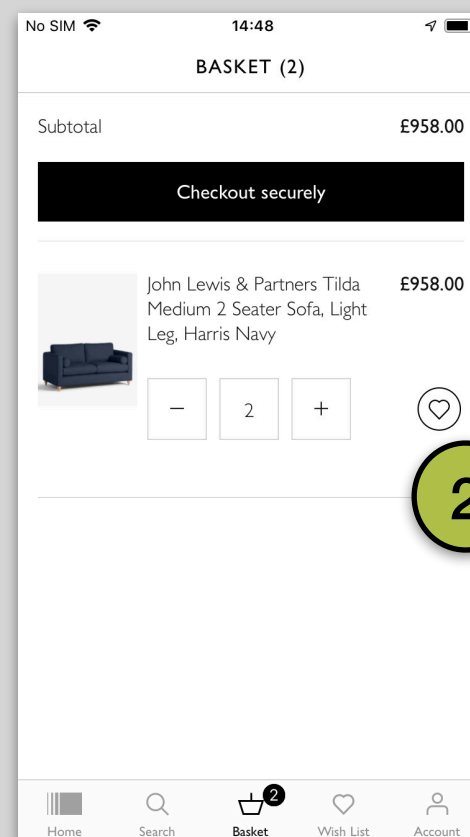 No SIM 14:48
BASKET (2)
Subtotal £958.00
Checkout securely
John Lewis & Partners Tilda £958.00
Medium 2 Seater Sofa, Light
Leg, Harris Navy
− 2 +
2
2
Home Search Basket Wish List Account